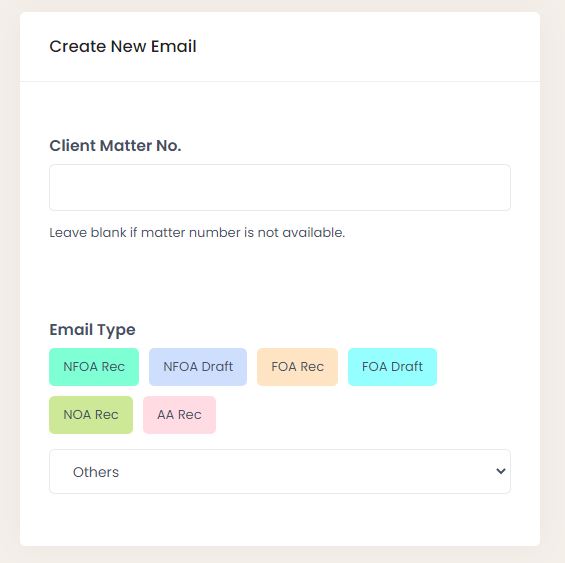 Create New Email
Client Matter No.
Leave blank if matter number is not available.
Email Type
NFOA Rec NFOA Draft FOA Rec FOA Draft
NOA Rec AA Rec
Others